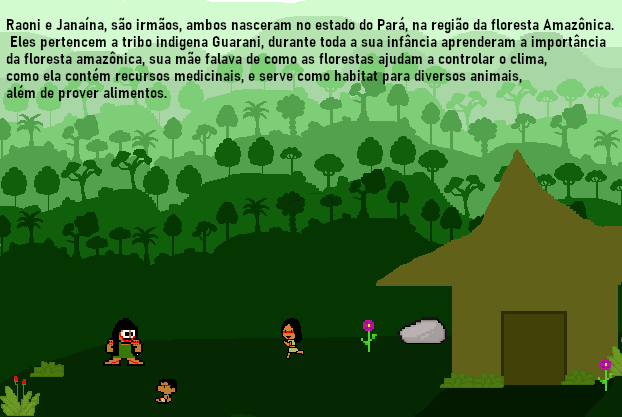 Raoni e Janaína, são irmãos, ambos nasceram no estado do Pará, na região da floresta Amazônica.
Eles pertencem a tribo indigena Guarani, durante toda a sua infância aprenderam a importância
da floresta amazônica, sua mãe falava de como as florestas ajudam a controlar o clima,
como ela contém recursos medicinais, e serve como habitat para diversos animais,
além de prover alimentos.